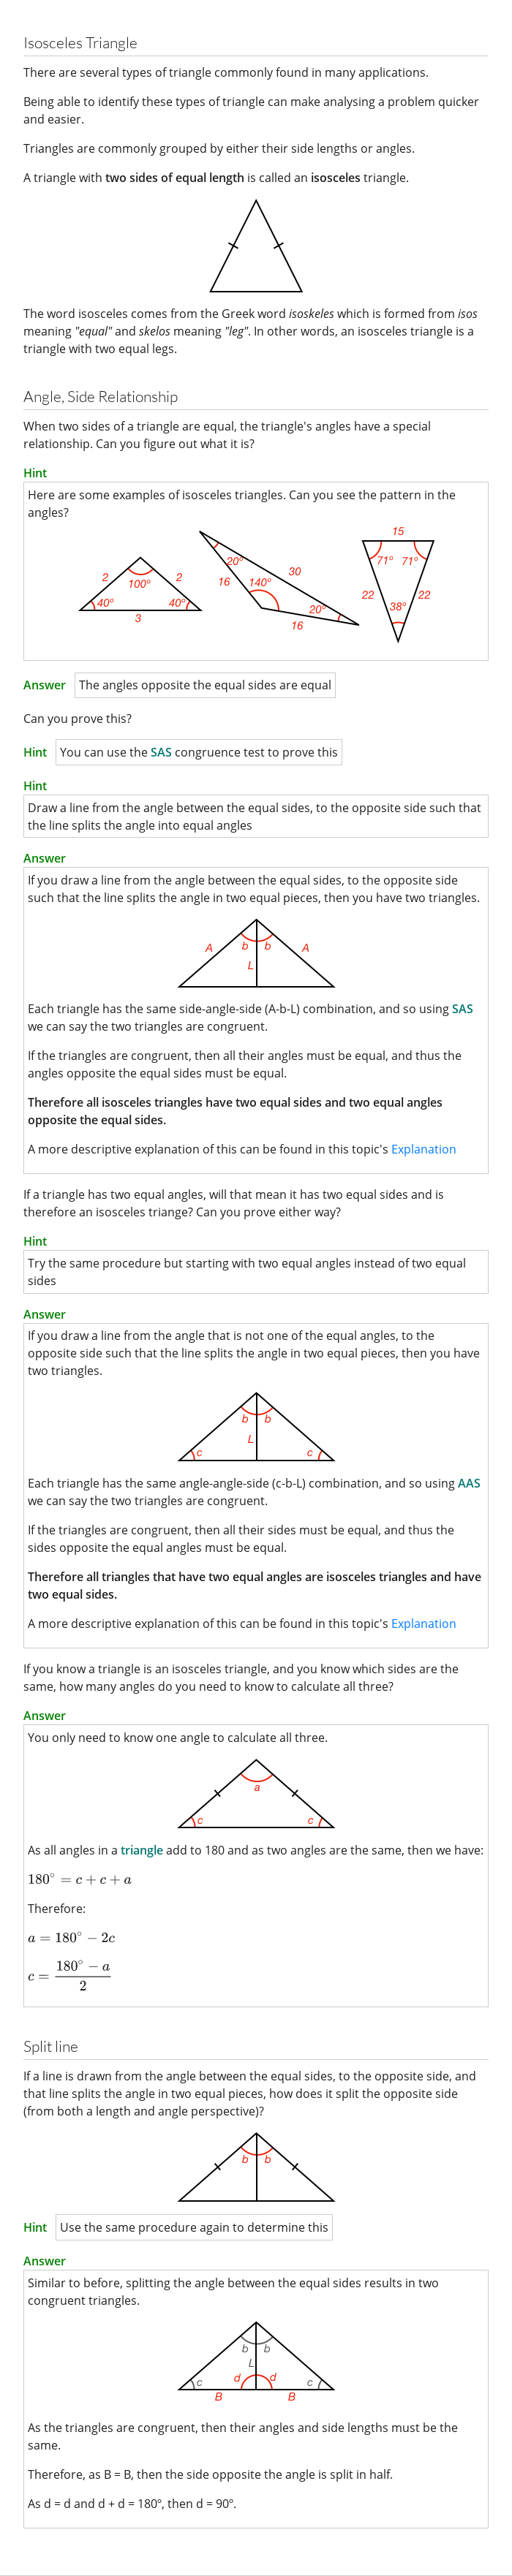 Isosceles Triangle
There are several types of triangle commonly found in many applications.
Being able to identify these types of triangle can make analysing a problem quicker
and easier.
Triangles are commonly grouped by either their side lengths or angles.
A triangle with two sides of equal length is called an isosceles triangle.
The word isosceles comes from the Greek word isoskeles which is formed from isos
meaning "equal" and skelos meaning "leg". In other words, an isosceles triangle is a
triangle with two equal legs.
Angle, Side Relationship
When two sides of a triangle are equal, the triangle's angles have a special
relationship. Can you figure out what it is?
Hint
Here are some examples of isosceles triangles. Can you see the pattern in the
angles?
2 2 100º 40º 40º 3
20º 30 16 140º 20º 16
15 71º 71º 22 22 38º
Answer The angles opposite the equal sides are equal
Can you prove this?
Hint You can use the SAS congruence test to prove this
Hint
Draw a line from the angle between the equal sides, to the opposite side such that
the line splits the angle into equal angles
Answer
If you draw a line from the angle between the equal sides, to the opposite side
such that the line splits the angle in two equal pieces, then you have two triangles.
A b b A
L
Each triangle has the same side-angle-side (A-b-L) combination, and so using SAS
we can say the two triangles are congruent.
If the triangles are congruent, then all their angles must be equal, and thus the
angles opposite the equal sides must be equal.
Therefore all isosceles triangles have two equal sides and two equal angles
opposite the equal sides.
A more descriptive explanation of this can be found in this topic's Explanation
If a triangle has two equal angles, will that mean it has two equal sides and is
therefore an isosceles triange? Can you prove either way?
Hint
Try the same procedure but starting with two equal angles instead of two equal
sides
Answer
If you draw a line from the angle that is not one of the equal angles, to the
opposite side such that the line splits the angle in two equal pieces, then you have
two triangles.
b b
L
c c
Each triangle has the same angle-angle-side (c-b-L) combination, and so using AAS
we can say the two triangles are congruent.
If the triangles are congruent, then all their sides must be equal, and thus the
sides opposite the equal angles must be equal.
Therefore all triangles that have two equal angles are isosceles triangles and have
two equal sides.
A more descriptive explanation of this can be found in this topic's Explanation
If you know a triangle is an isosceles triangle, and you know which sides are the
same, how many angles do you need to know to calculate all three?
Answer
You only need to know one angle to calculate all three.
a
c c
As all angles in a triangle add to 180 and as two angles are the same, then we have:
180° = c + c + a
Therefore:
a = 180° − 2c
c = (180° − a) / 2
Split line
If a line is drawn from the angle between the equal sides, to the opposite side, and
that line splits the angle in two equal pieces, how does it split the opposite side
(from both a length and angle perspective)?
b b
Hint Use the same procedure again to determine this
Answer
Similar to before, splitting the angle between the equal sides results in two
congruent triangles.
b b
L
c d d c
B B
As the triangles are congruent, then their angles and side lengths must be the
same.
Therefore, as B = B, then the side opposite the angle is split in half.
As d = d and d + d = 180º, then d = 90º.